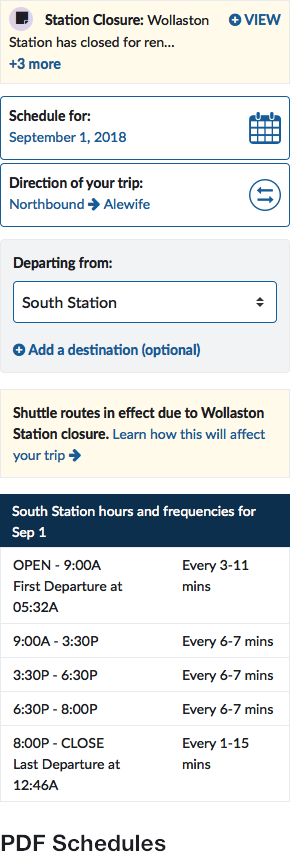 Station Closure: Wollaston
VIEW
Station has closed for ren...
+3 more
Schedule for:
September 1, 2018
Direction of your trip:
Northbound → Alewife
Departing from:
South Station
Add a destination (optional)
Shuttle routes in effect due to Wollaston
Station closure. Learn how this will affect
your trip →
South Station hours and frequencies for
Sep 1
OPEN - 9:00A Every 3-11
First Departure at mins
05:32A
9:00A - 3:30P Every 6-7 mins
3:30P - 6:30P Every 6-7 mins
6:30P - 8:00P Every 6-7 mins
8:00P - CLOSE Every 1-15
Last Departure at mins
12:46A
PDF Schedules